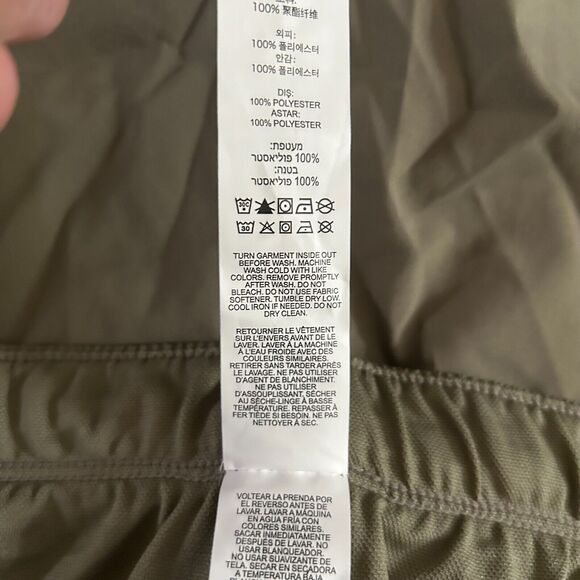 100% 聚酯纤维
외피:
100% 폴리에스터
안감:
100% 폴리에스터
DIŞ:
100% POLYESTER
ASTAR:
100% POLYESTER
מעטפת:
100% פוליאסטר
בטנה:
100% פוליאסטר
30C
30
TURN GARMENT INSIDE OUT
BEFORE WASH. MACHINE
WASH COLD WITH LIKE
COLORS. REMOVE PROMPTLY
AFTER WASH. DO NOT
BLEACH. DO NOT USE FABRIC
SOFTENER. TUMBLE DRY LOW.
COOL IRON IF NEEDED. DO NOT
DRY CLEAN.
RETOURNER LE VÊTEMENT
SUR L'ENVERS AVANT DE LE
LAVER. LAVER À LA MACHINE
À L'EAU FROIDE AVEC DES
COULEURS SIMILAIRES.
RETIRER SANS TARDER APRÈS
LE LAVAGE. NE PAS UTILISER
D'AGENT DE BLANCHIMENT.
NE PAS UTILISER
D'ASSOUPLISSANT, SÉCHER
AU SÈCHE-LINGE À BASSE
TEMPÉRATURE. REPASSER À
FER TIÈDE SI BESOIN. NE PAS
NETTOYER À SEC.
VOLTEAR LA PRENDA POR
EL REVERSO ANTES DE
LAVAR. LAVAR A MÁQUINA
EN AGUA FRÍA CON
COLORES SIMILARES.
SACAR INMEDIATAMENTE
DESPUÉS DE LAVAR. NO
USAR BLANQUEADOR.
NO USAR SUAVIZANTE DE
TELA. SECAR EN SECADORA
A TEMPERATURA BAJA